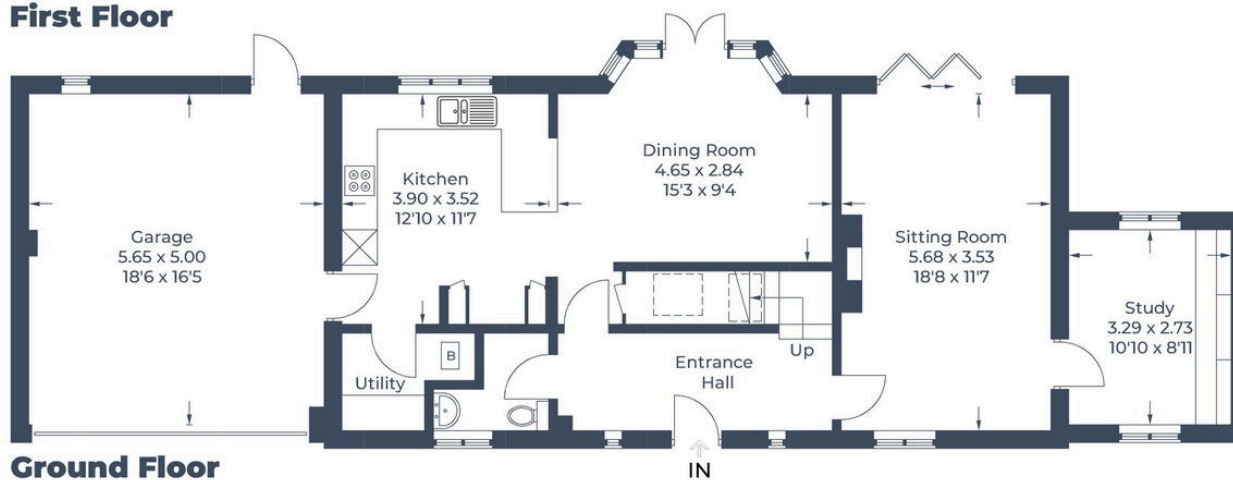 First Floor
Garage
5.65 x 5.00
18'6 x 16'5
Kitchen
3.90 x 3.52
12'10 x 11'7
Dining Room
4.65 x 2.84
15'3 x 9'4
Sitting Room
5.68 x 3.53
18'8 x 11'7
Study
3.29 x 2.73
10'10 x 8'11
Utility
B
Entrance
Hall
Up
IN
Ground Floor